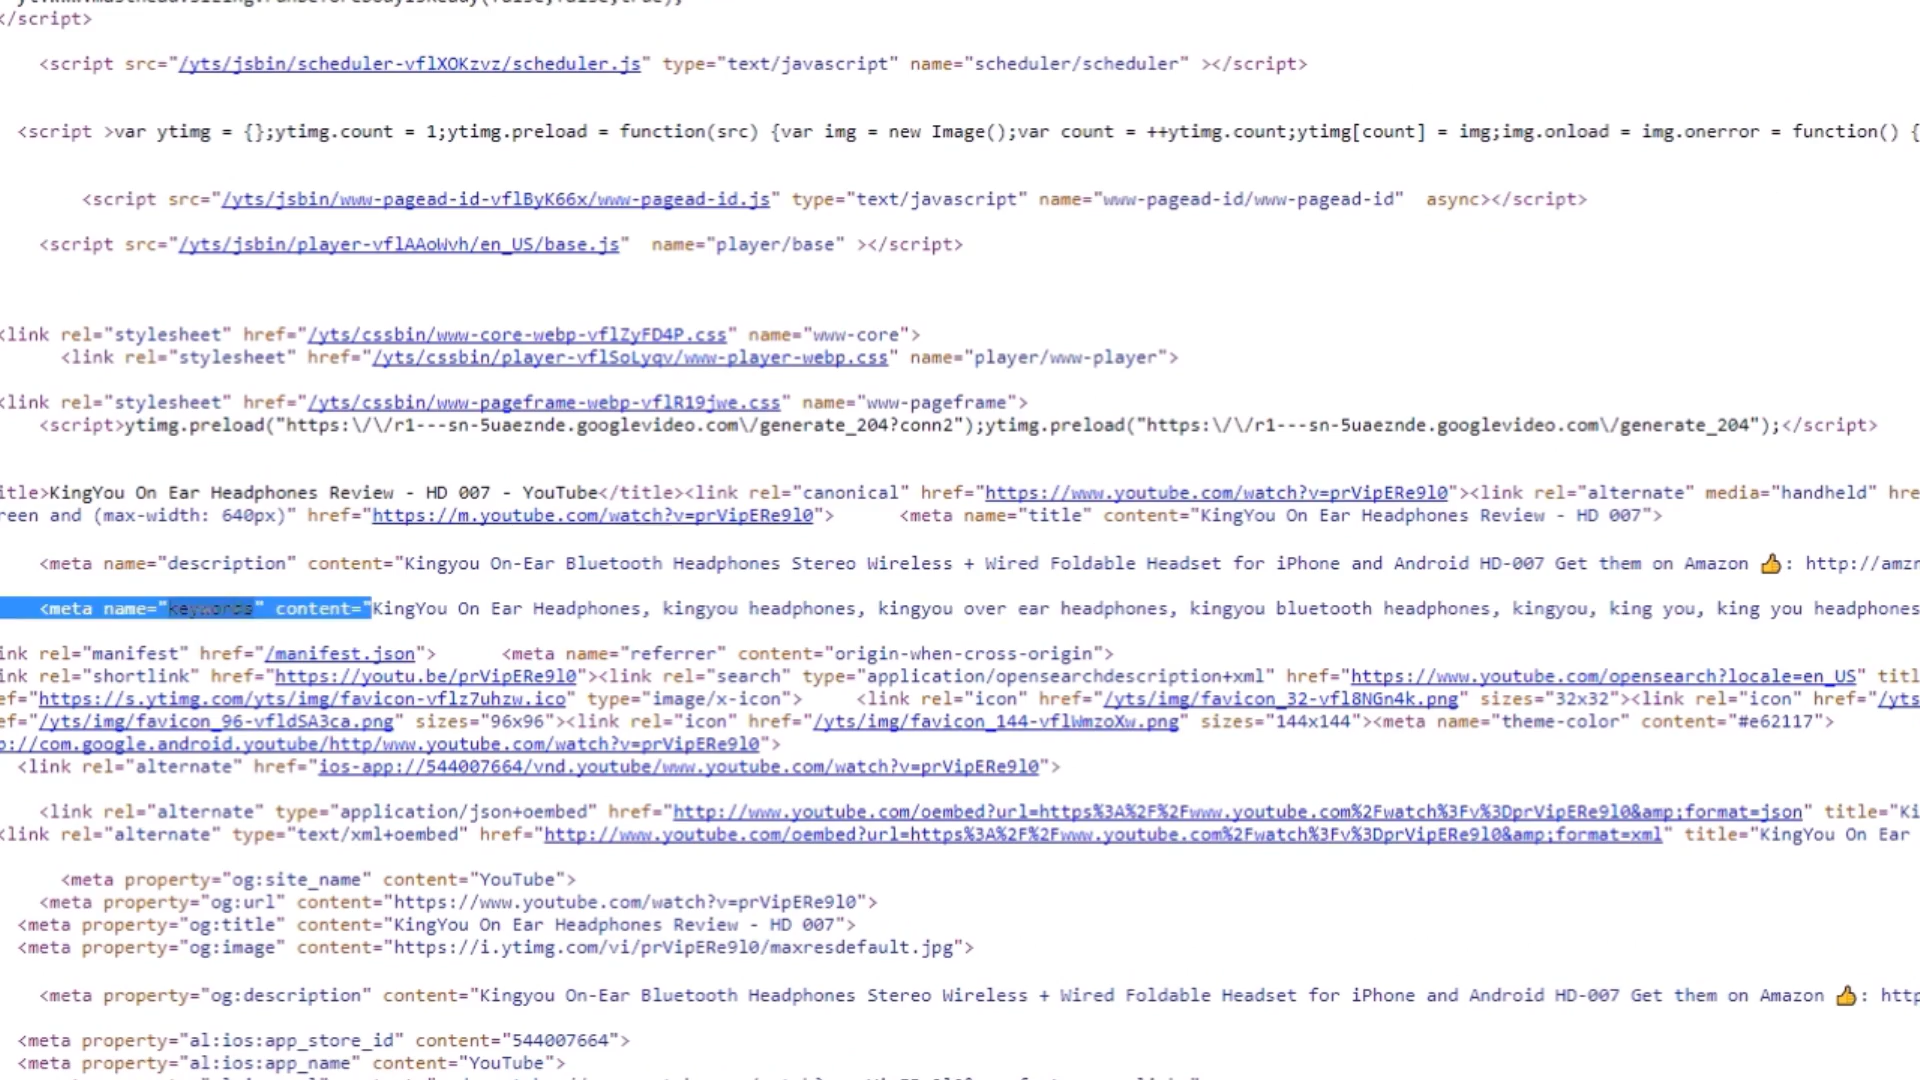 </script>
<script src="/yts/jsbin/scheduler-vflXOKzvz/scheduler.js" type="text/javascript" name="scheduler/scheduler" ></script>
<script >var ytimg = {};ytimg.count = 1;ytimg.preload = function(src) {var img = new Image();var count = ++ytimg.count;ytimg[count] = img;img.onload = img.onerror = function() {
<script src="/yts/jsbin/www-pagead-id-vflByK66x/www-pagead-id.js" type="text/javascript" name="www-pagead-id/www-pagead-id" async></script>
<script src="/yts/jsbin/player-vflAAoWvh/en_US/base.js" name="player/base" ></script>
<link rel="stylesheet" href="/yts/cssbin/www-core-webp-vflZyFD4P.css" name="www-core">
<link rel="stylesheet" href="/yts/cssbin/player-vflSoLyqv/www-player-webp.css" name="player/www-player">
<link rel="stylesheet" href="/yts/cssbin/www-pageframe-webp-vflR19jwe.css" name="www-pageframe">
<script>ytimg.preload("https:\/\/r1---sn-5uaeznde.googlevideo.com\/generate_204?conn2");ytimg.preload("https:\/\/r1---sn-5uaeznde.googlevideo.com\/generate_204");</script>
itle>KingYou On Ear Headphones Review - HD 007 - YouTube</title><link rel="canonical" href="https://www.youtube.com/watch?v=prVipERe9l0"><link rel="alternate" media="handheld" hre
reen and (max-width: 640px)" href="https://m.youtube.com/watch?v=prVipERe9l0"> <meta name="title" content="KingYou On Ear Headphones Review - HD 007">
<meta name="description" content="Kingyou On-Ear Bluetooth Headphones Stereo Wireless + Wired Foldable Headset for iPhone and Android HD-007 Get them on Amazon 👍: http://amzn
<meta name="keywords" content="KingYou On Ear Headphones, kingyou headphones, kingyou over ear headphones, kingyou bluetooth headphones, kingyou, king you, king you headphones
ink rel="manifest" href="/manifest.json"> <meta name="referrer" content="origin-when-cross-origin">
ink rel="shortlink" href="https://youtu.be/prVipERe9l0"><link rel="search" type="application/opensearchdescription+xml" href="https://www.youtube.com/opensearch?locale=en_US" titl
ef="https://s.ytimg.com/yts/img/favicon-vflz7uhzw.ico" type="image/x-icon"> <link rel="icon" href="/yts/img/favicon_32-vfl8NGn4k.png" sizes="32x32"><link rel="icon" href="/yts
ef="/yts/img/favicon_96-vfldSA3ca.png" sizes="96x96"><link rel="icon" href="/yts/img/favicon_144-vflWmzoXw.png" sizes="144x144"><meta name="theme-color" content="#e62117">
p://com.google.android.youtube/http/www.youtube.com/watch?v=prVipERe9l0">
<link rel="alternate" href="ios-app://544007664/vnd.youtube/www.youtube.com/watch?v=prVipERe9l0">
<link rel="alternate" type="application/json+oembed" href="http://www.youtube.com/oembed?url=https%3A%2F%2Fwww.youtube.com%2Fwatch%3Fv%3DprVipERe9l0&amp;format=json" title="Ki
<link rel="alternate" type="text/xml+oembed" href="http://www.youtube.com/oembed?url=https%3A%2F%2Fwww.youtube.com%2Fwatch%3Fv%3DprVipERe9l0&amp;format=xml" title="KingYou On Ear
<meta property="og:site_name" content="YouTube">
<meta property="og:url" content="https://www.youtube.com/watch?v=prVipERe9l0">
<meta property="og:title" content="KingYou On Ear Headphones Review - HD 007">
<meta property="og:image" content="https://i.ytimg.com/vi/prVipERe9l0/maxresdefault.jpg">
<meta property="og:description" content="Kingyou On-Ear Bluetooth Headphones Stereo Wireless + Wired Foldable Headset for iPhone and Android HD-007 Get them on Amazon 👍: http
<meta property="al:ios:app_store_id" content="544007664">
<meta property="al:ios:app_name" content="YouTube">